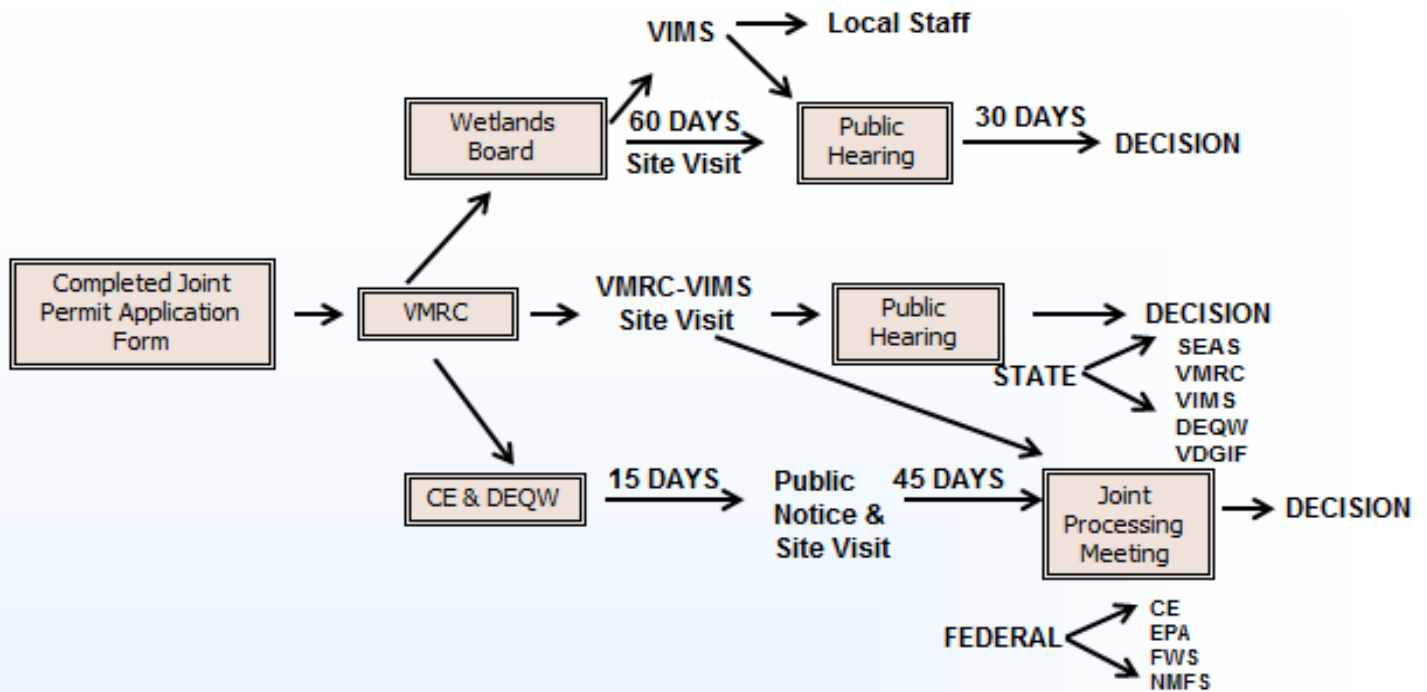 VIMS
Local Staff
Wetlands
Board
60 DAYS
Site Visit
Public
Hearing
30 DAYS
DECISION
Completed Joint
Permit Application
Form
VMRC
VMRC-VIMS
Site Visit
Public
Hearing
DECISION
STATE
SEAS
VMRC
VIMS
DEQW
VDGIF
CE & DEQW
15 DAYS
Public
Notice &
Site Visit
45 DAYS
Joint
Processing
Meeting
DECISION
FEDERAL
CE
EPA
FWS
NMFS